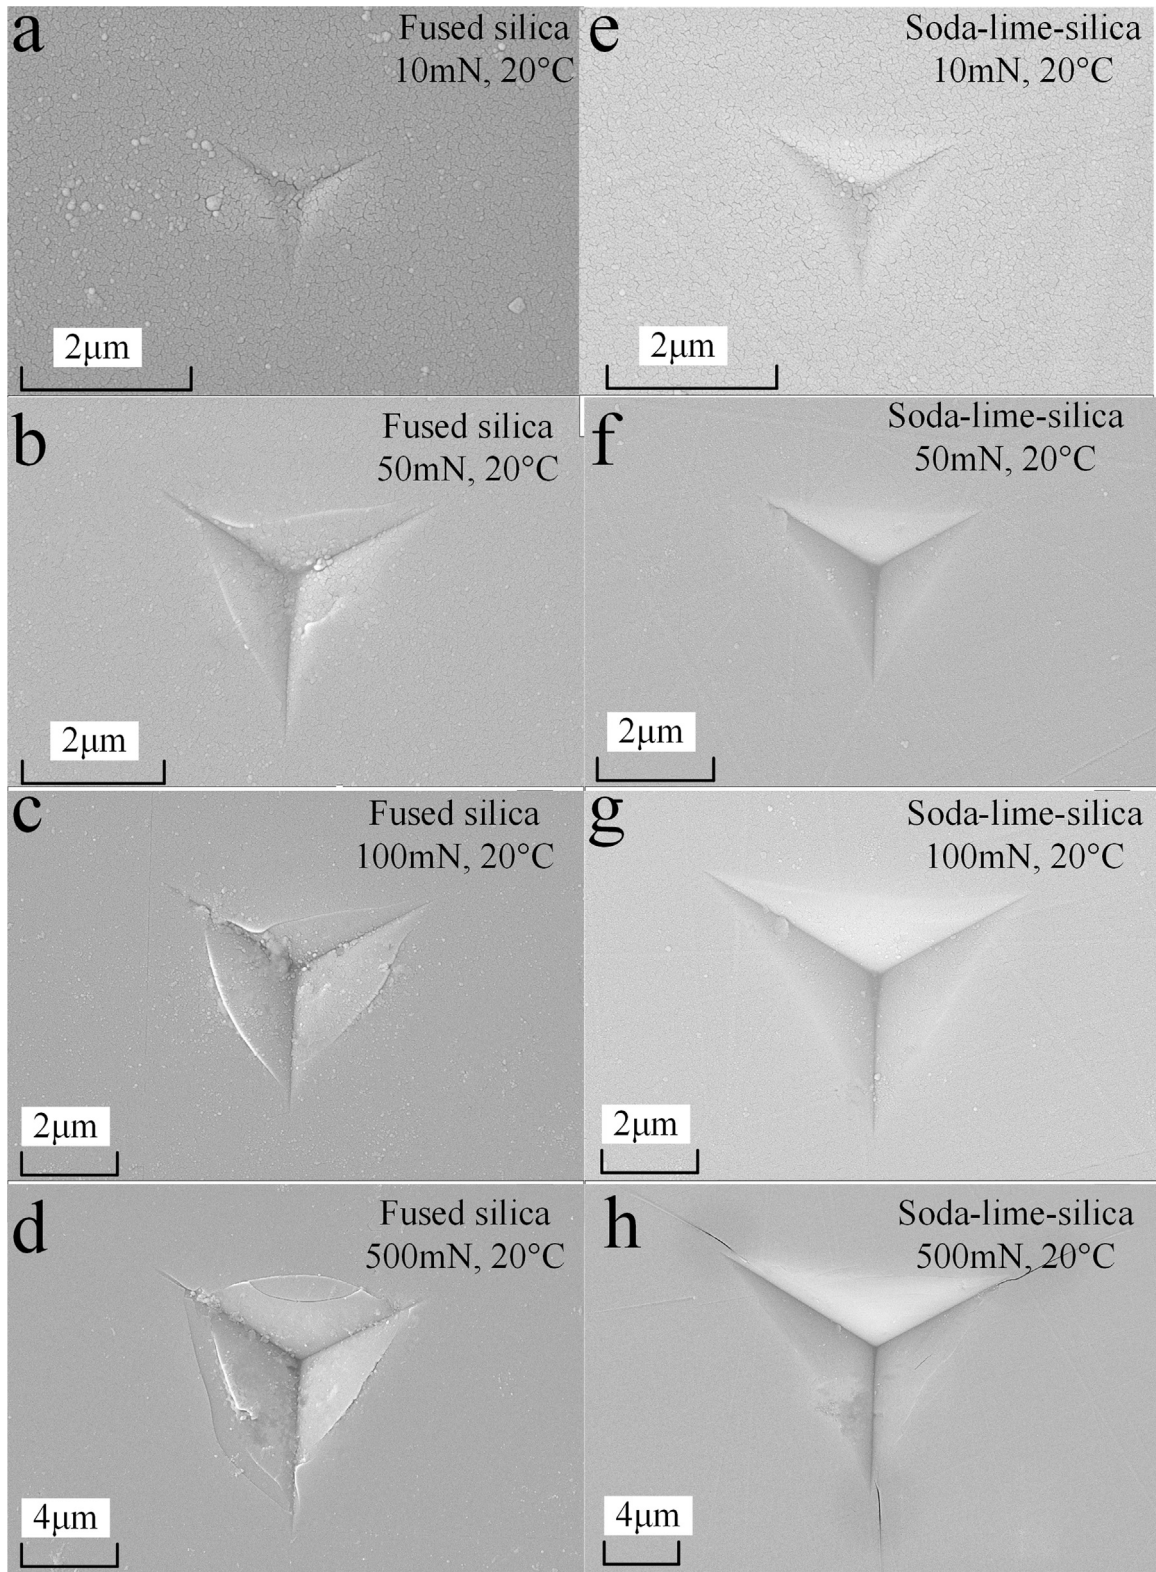 a
Fused silica
10mN, 20°C
2μm
e
Soda-lime-silica
10mN, 20°C
2μm
b
Fused silica
50mN, 20°C
2μm
f
Soda-lime-silica
50mN, 20°C
2μm
c
Fused silica
100mN, 20°C
2μm
g
Soda-lime-silica
100mN, 20°C
2μm
d
Fused silica
500mN, 20°C
4μm
h
Soda-lime-silica
500mN, 20°C
4μm